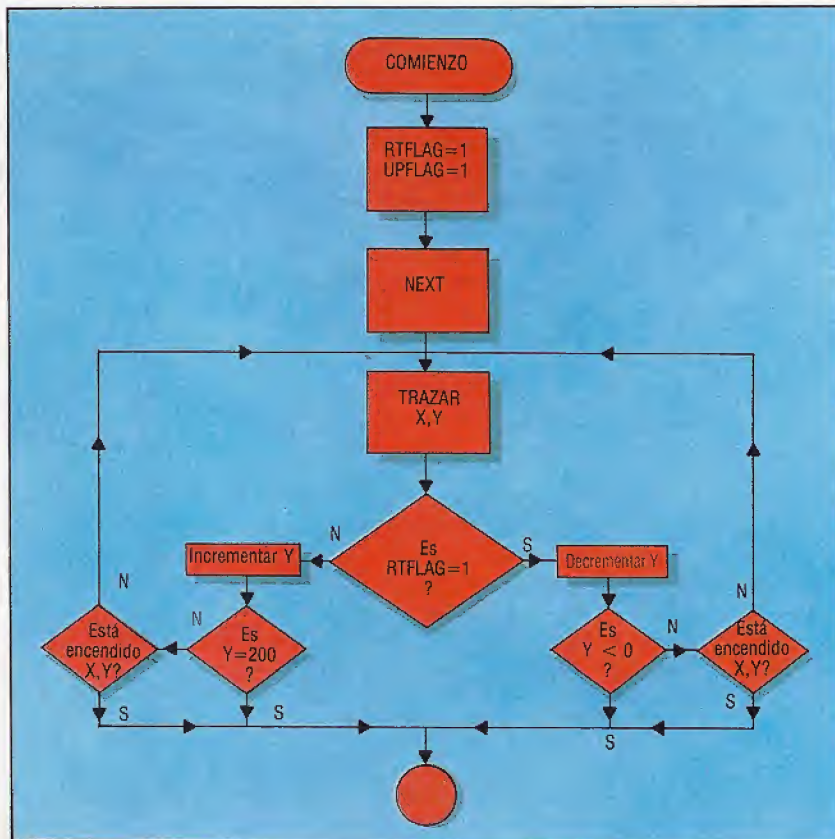 COMIENZO
RTFLAG=1
UPFLAG=1
NEXT
TRAZAR
X,Y
Es
RTFLAG=1
?
N
S
Incrementar Y
Decrementar Y
N
N
Está
encendido
X,Y?
N
Es
Y=200
?
Es
Y < 0
?
N
Está
encendido
X,Y?
S
S
S
S